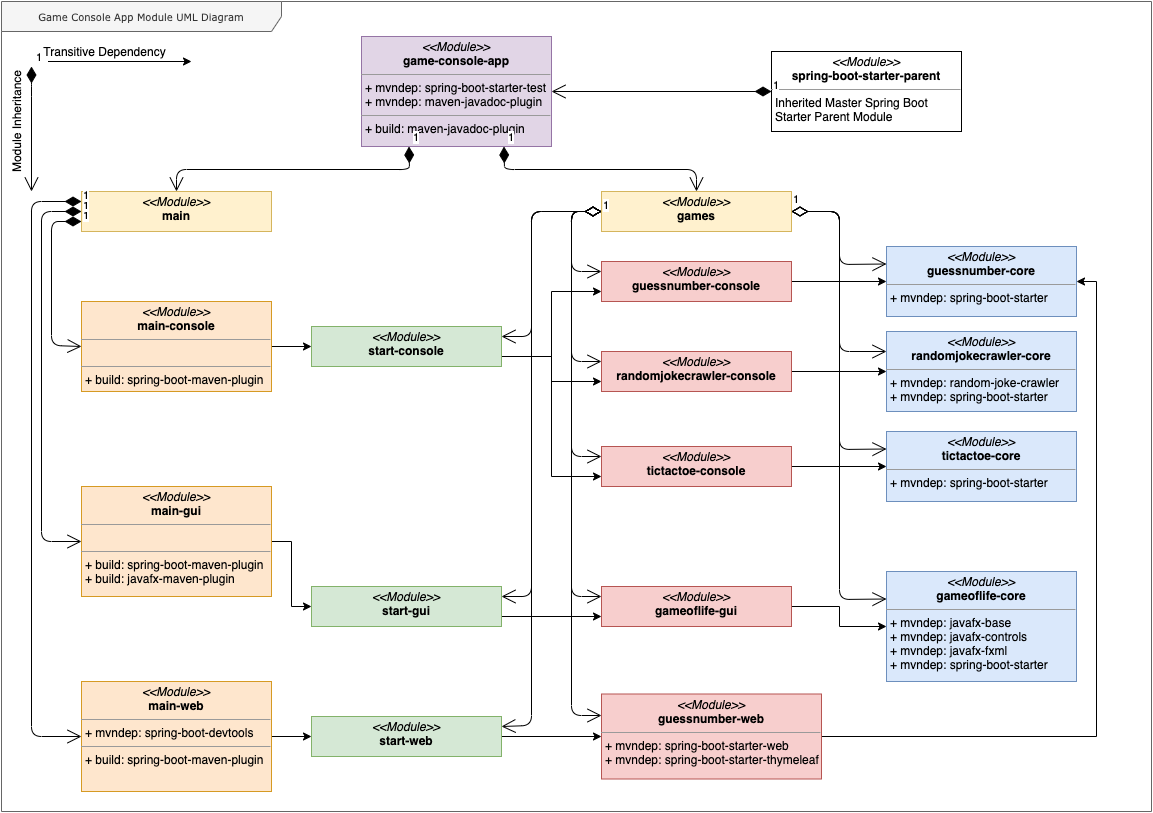 Game Console App Module UML Diagram
1
Transitive Dependency
Module Inheritance
<<Module>>
game-console-app
+ mvndep: spring-boot-starter-test
+ mvndep: maven-javadoc-plugin
+ build: maven-javadoc-plugin
1
1
<<Module>>
spring-boot-starter-parent
1
Inherited Master Spring Boot
Starter Parent Module
1
1
1
<<Module>>
main
1
<<Module>>
games
1
<<Module>>
main-console
+ build: spring-boot-maven-plugin
<<Module>>
start-console
<<Module>>
guessnumber-console
<<Module>>
guessnumber-core
+ mvndep: spring-boot-starter
<<Module>>
randomjokecrawler-console
<<Module>>
randomjokecrawler-core
+ mvndep: random-joke-crawler
+ mvndep: spring-boot-starter
<<Module>>
tictactoe-console
<<Module>>
tictactoe-core
+ mvndep: spring-boot-starter
<<Module>>
main-gui
+ build: spring-boot-maven-plugin
+ build: javafx-maven-plugin
<<Module>>
start-gui
<<Module>>
gameoflife-gui
<<Module>>
gameoflife-core
+ mvndep: javafx-base
+ mvndep: javafx-controls
+ mvndep: javafx-fxml
+ mvndep: spring-boot-starter
<<Module>>
main-web
+ mvndep: spring-boot-devtools
+ build: spring-boot-maven-plugin
<<Module>>
start-web
<<Module>>
guessnumber-web
+ mvndep: spring-boot-starter-web
+ mvndep: spring-boot-starter-thymeleaf